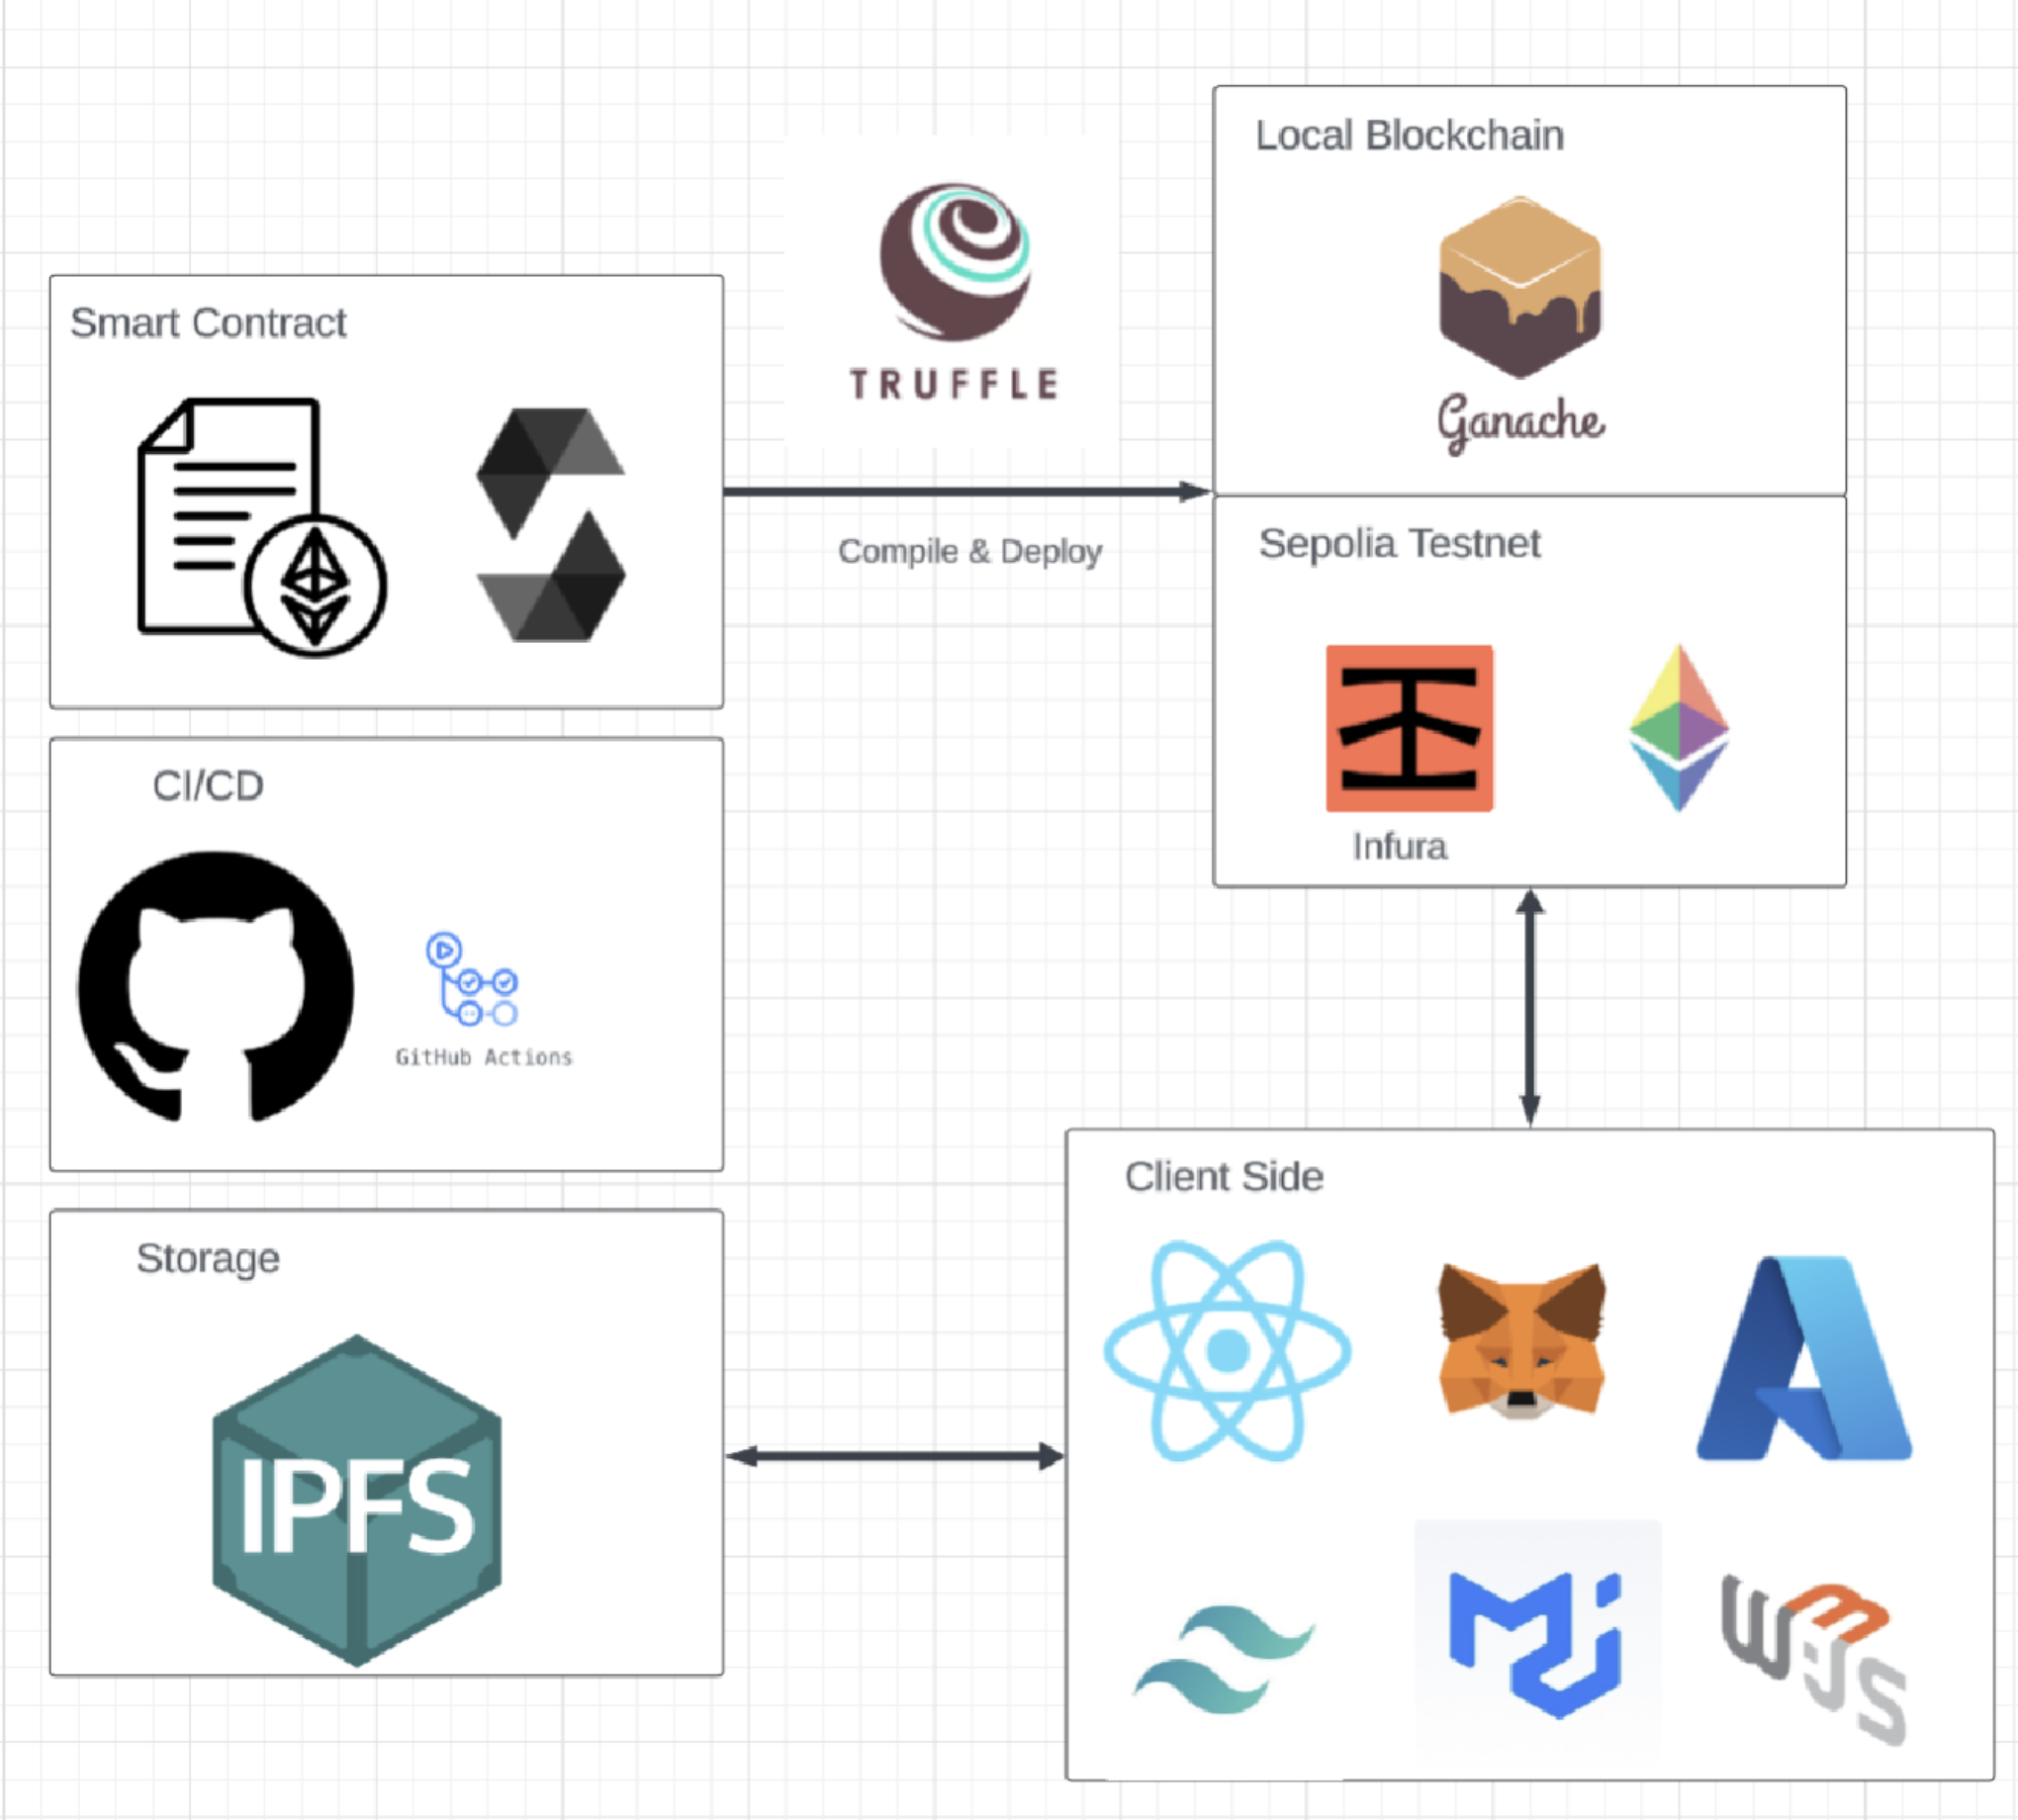 Local Blockchain
Ganache
TRUFFLE
Smart Contract
Compile & Deploy
Sepolia Testnet
Infura
CI/CD
GitHub Actions
Storage
IPFS
Client Side
W3JS